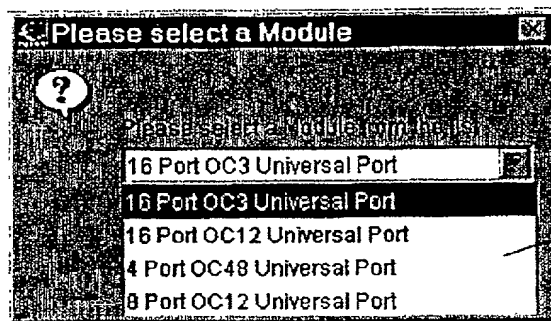 Please select a Module
Please select a Module from the list
16 Port OC3 Universal Port
16 Port OC3 Universal Port
16 Port OC12 Universal Port
4 Port OC48 Universal Port
8 Port OC12 Universal Port